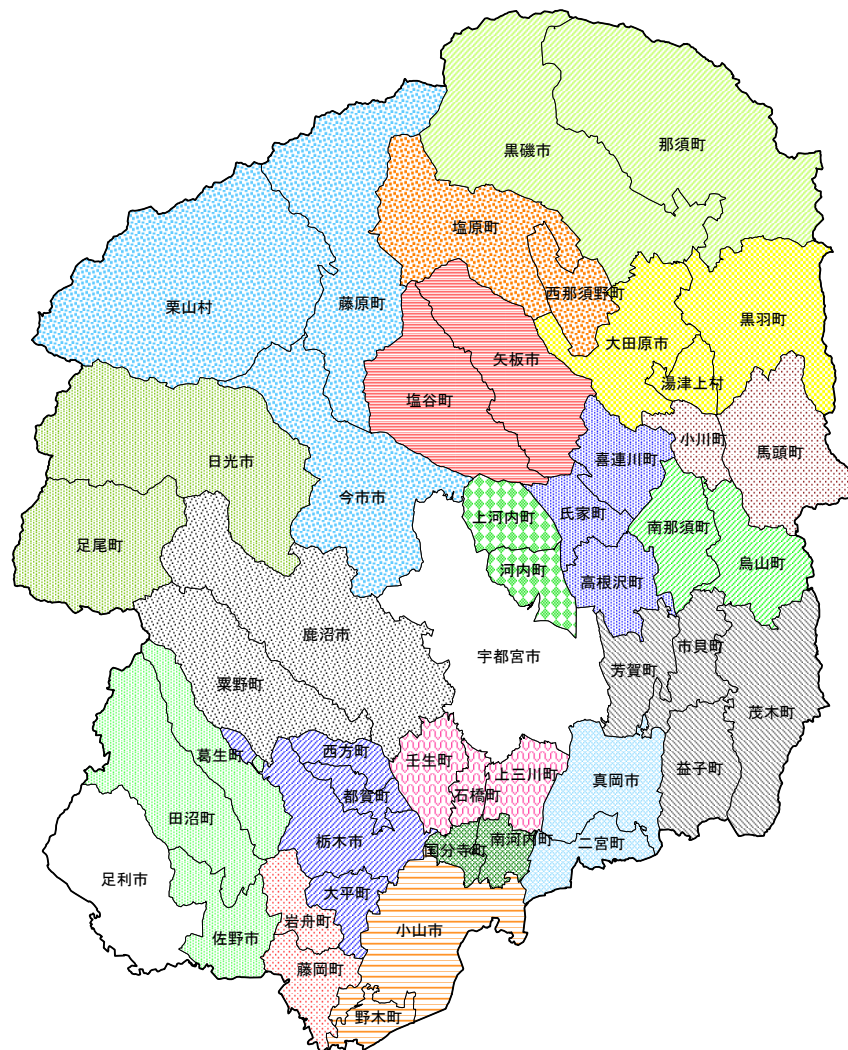 那須町
黒磯市
塩原町
西那須野町
栗山村
藤原町
黒羽町
大田原市
矢板市
湯津上村
塩谷町
小川町
馬頭町
喜連川町
日光市
今市市
上河内町
氏家町
南那須町
足尾町
河内町
高根沢町
烏山町
鹿沼市
宇都宮市
芳賀町
市貝町
粟野町
茂木町
葛生町
西方町
壬生町
上三川町
石橋町
都賀町
真岡市
益子町
田沼町
栃木市
国分寺町
南河内町
二宮町
足利市
大平町
岩舟町
小山市
佐野市
藤岡町
野木町